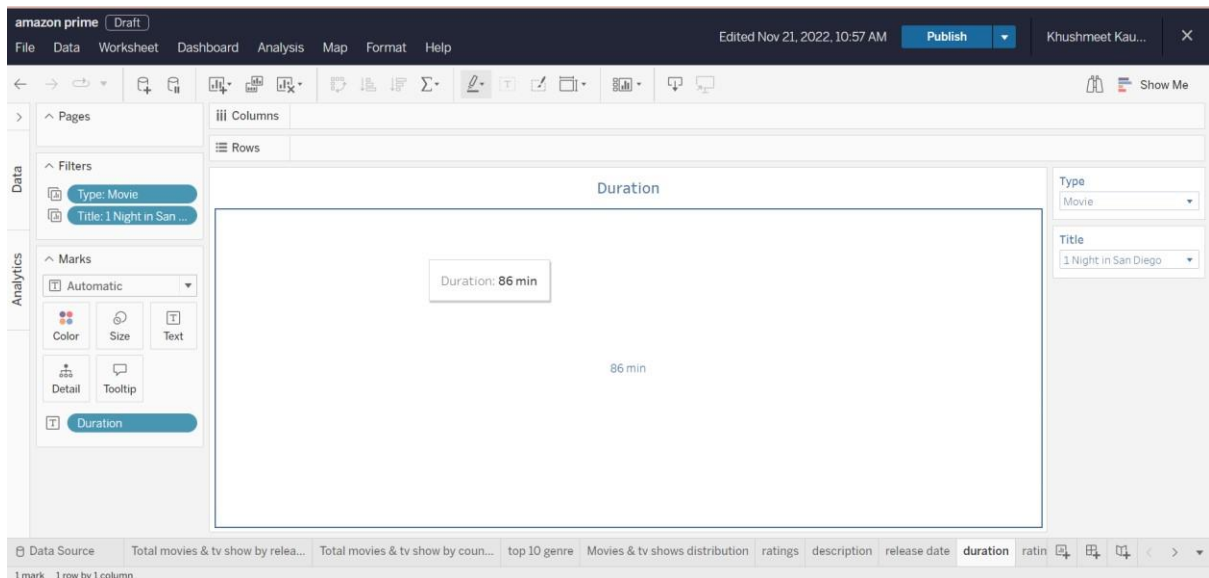 amazon prime Draft
File Data Worksheet Dashboard Analysis Map Format Help
Edited Nov 21, 2022, 10:57 AM Publish Khushmeet Kau...
Show Me
Pages
Columns
Rows
Data
Filters
Type: Movie
Title: 1 Night in San ...
Analytics
Marks
Automatic
Color Size Text
Detail Tooltip
Duration
Duration
Duration: 86 min
86 min
Type
Movie
Title
1 Night in San Diego
Data Source Total movies & tv show by relea... Total movies & tv show by coun... top 10 genre Movies & tv shows distribution ratings description release date duration ratin
1 mark 1 row by 1 column